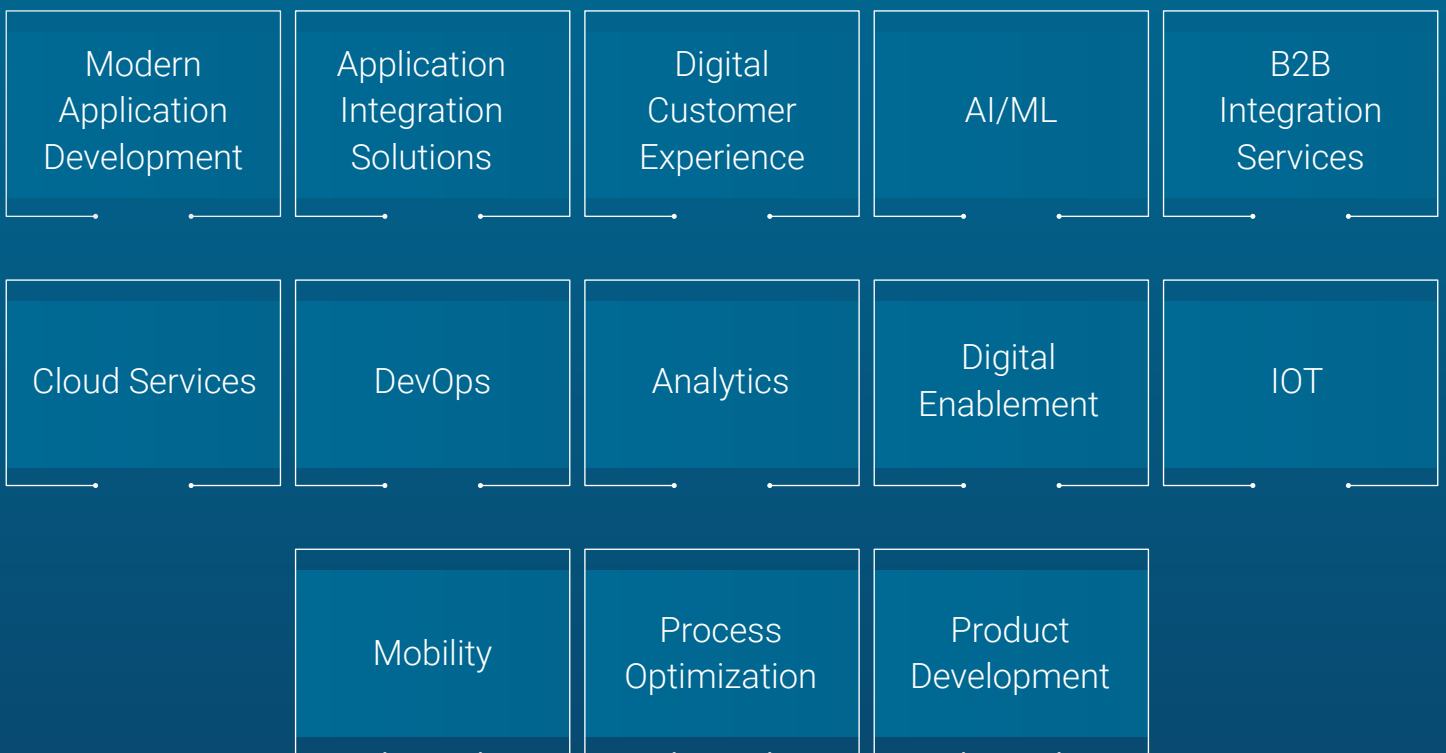 Modern
Application
Development
Application
Integration
Solutions
Digital
Customer
Experience
AI/ML
B2B
Integration
Services
Cloud Services
DevOps
Analytics
Digital
Enablement
IOT
Mobility
Process
Optimization
Product
Development